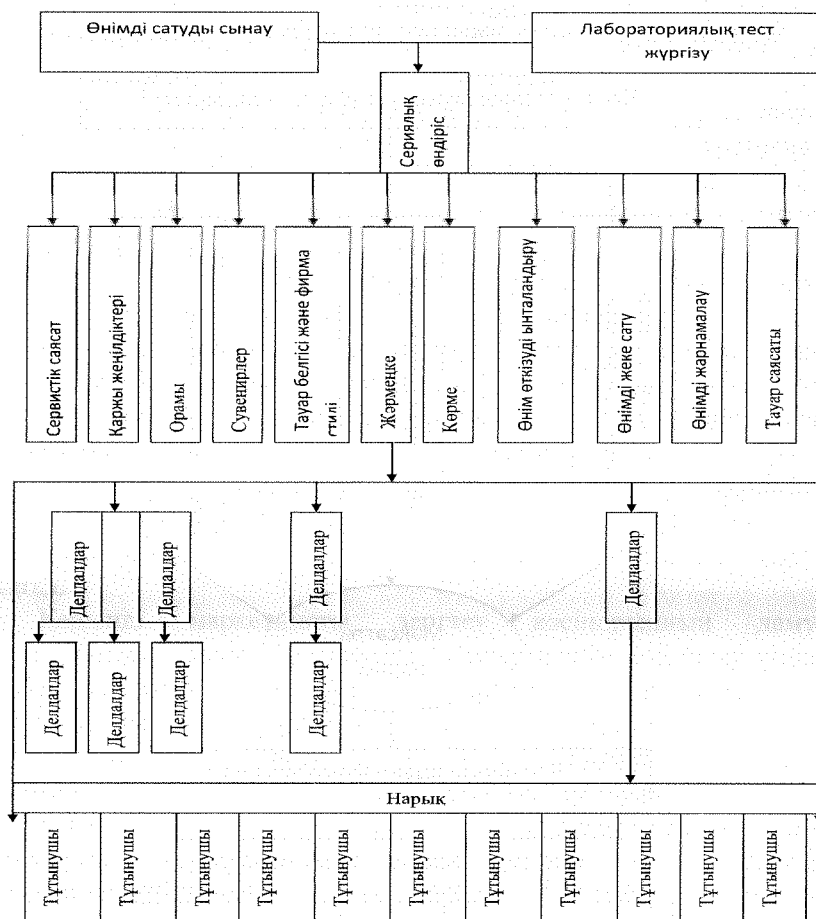 Өнімді сатуды сынау
Лабораториялық тест
жүргізу
Сериялық
өндіріс
Сервистік саясат
Қаржы жеңілдіктері
Орамы
Сувенирлер
Тауар белгісі және фирма
стилі
Жәрмеңке
Көрме
Өнім өткізуді ынталандыру
Өнімді жеке сату
Өнімді жарнамалау
Тауар саясаты
Делдалдар
Делдалдар
Делдалдар
Делдалдар
Делдалдар
Делдалдар
Делдалдар
Делдалдар
Нарық
Тұтынушы
Тұтынушы
Тұтынушы
Тұтынушы
Тұтынушы
Тұтынушы
Тұтынушы
Тұтынушы
Тұтынушы
Тұтынушы
Тұтынушы